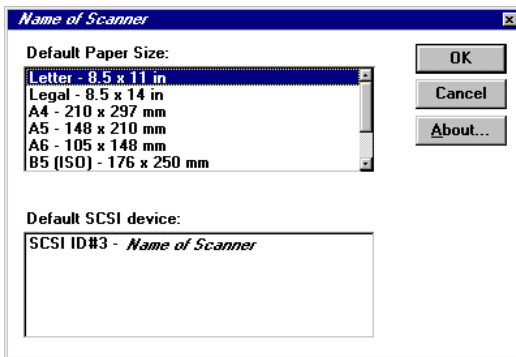 Name of Scanner
Default Paper Size:
Letter - 8.5 x 11 in
Legal - 8.5 x 14 in
A4 - 210 x 297 mm
A5 - 148 x 210 mm
A6 - 105 x 148 mm
B5 (ISO) - 176 x 250 mm
OK
Cancel
About...
Default SCSI device:
SCSI ID#3 - Name of Scanner